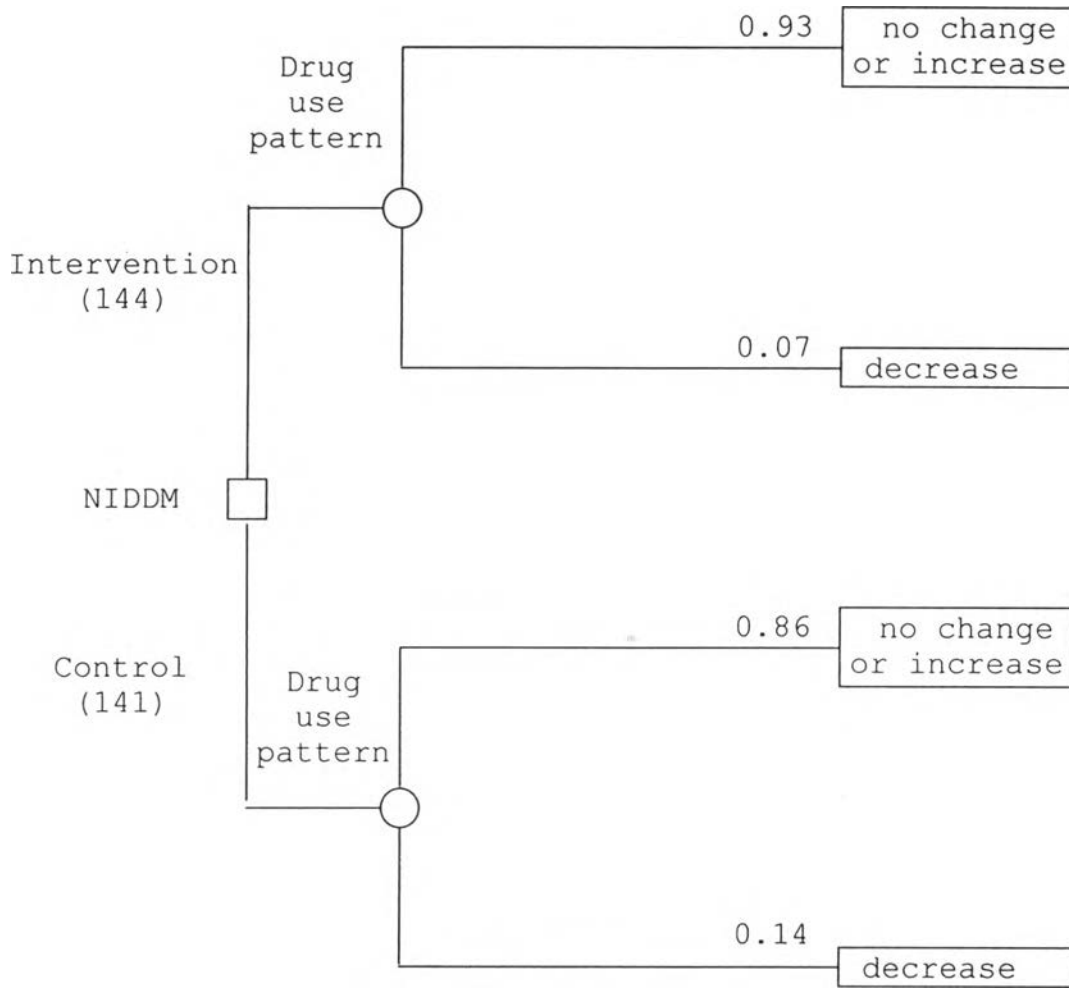 0.93
no change
or increase
Drug
use
pattern
Intervention
(144)
0.07
decrease
NIDDM
0.86
no change
or increase
Control
(141)
Drug
use
pattern
0.14
decrease